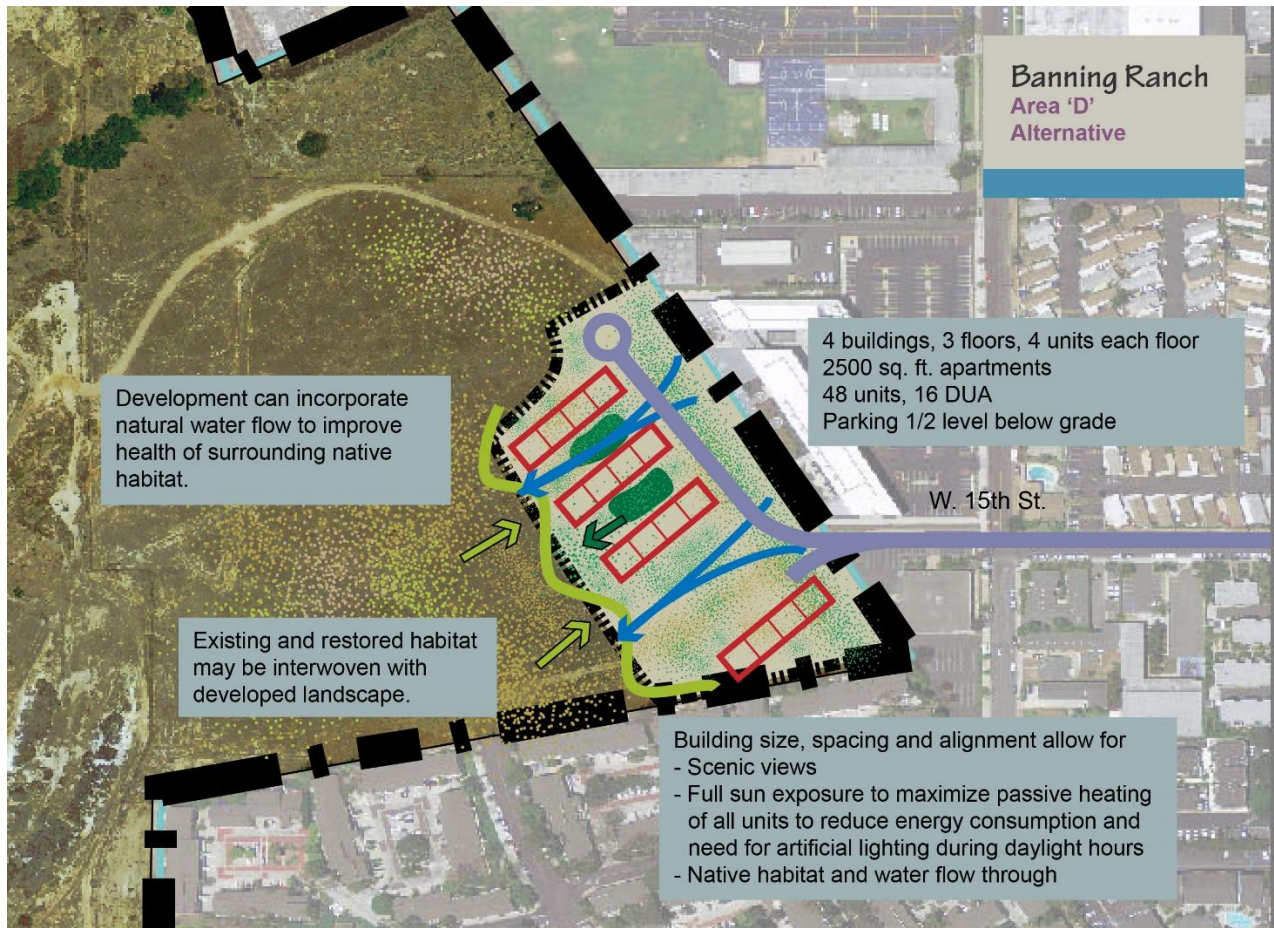 Banning Ranch
Area ‘D’
Alternative
4 buildings, 3 floors, 4 units each floor
2500 sq. ft. apartments
48 units, 16 DUA
Parking 1/2 level below grade
Development can incorporate
natural water flow to improve
health of surrounding native
habitat.
W. 15th St.
Existing and restored habitat
may be interwoven with
developed landscape.
Building size, spacing and alignment allow for
- Scenic views
- Full sun exposure to maximize passive heating
of all units to reduce energy consumption and
need for artificial lighting during daylight hours
- Native habitat and water flow through